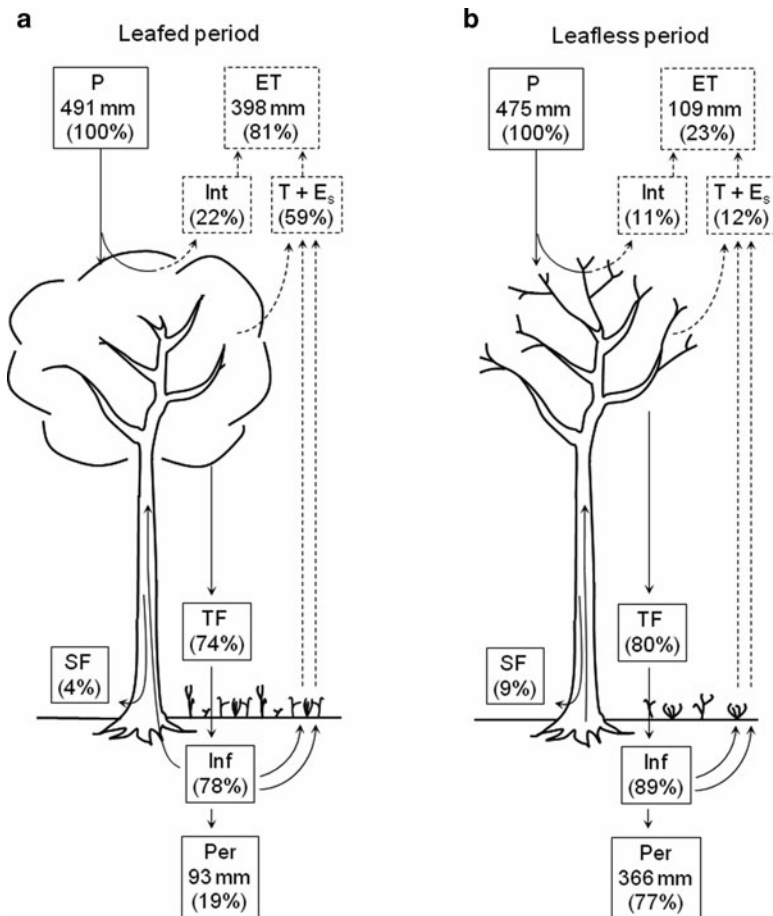 a
Leafed period
P
491 mm
(100%)
ET
398 mm
(81%)
Int
(22%)
T + Eₛ
(59%)
TF
(74%)
SF
(4%)
Inf
(78%)
Per
93 mm
(19%)
b
Leafless period
P
475 mm
(100%)
ET
109 mm
(23%)
Int
(11%)
T + Eₛ
(12%)
TF
(80%)
SF
(9%)
Inf
(89%)
Per
366 mm
(77%)